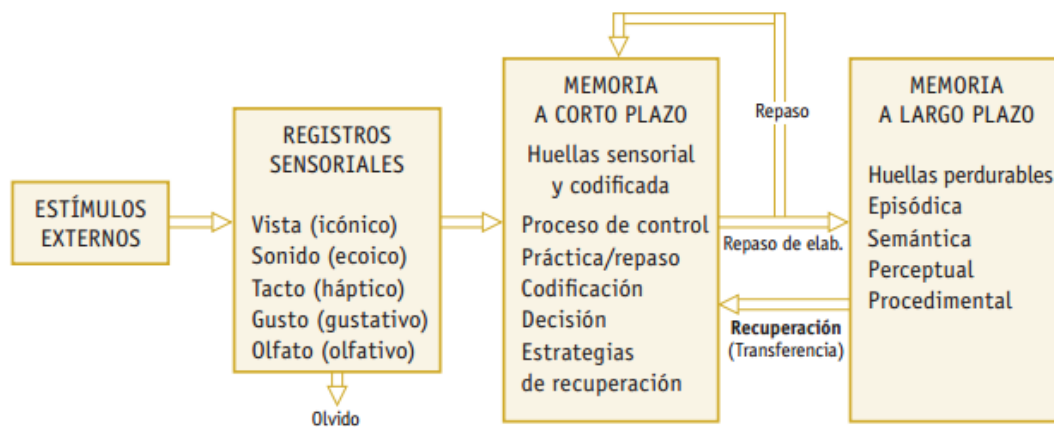 ESTÍMULOS
EXTERNOS
REGISTROS
SENSORIALES
Vista (icónico)
Sonido (ecoico)
Tacto (háptico)
Gusto (gustativo)
Olfato (olfativo)
Olvido
MEMORIA
A CORTO PLAZO
Huellas sensorial
y codificada
Proceso de control
Práctica/repaso
Codificación
Decisión
Estrategias
de recuperación
Repaso
Repaso de elab.
Recuperación
(Transferencia)
MEMORIA
A LARGO PLAZO
Huellas perdurables
Episódica
Semántica
Perceptual
Procedimental